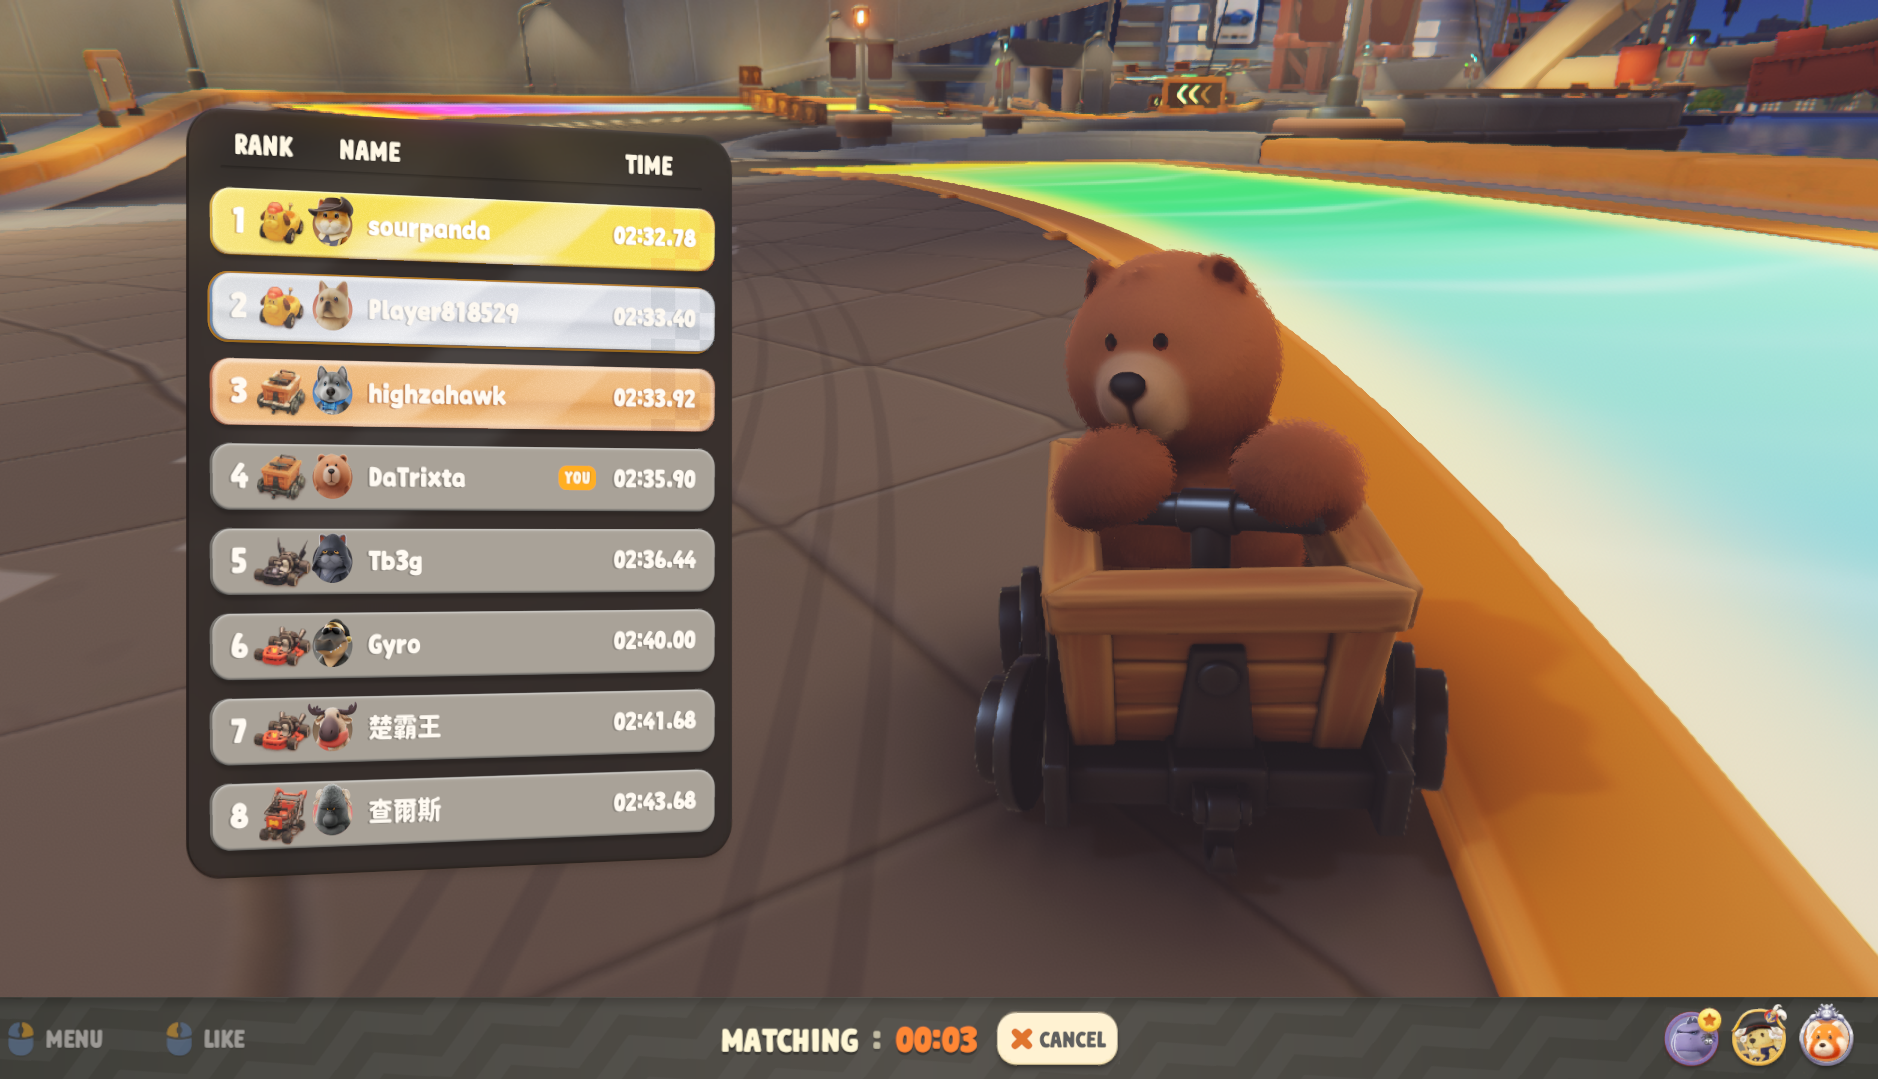 RANK NAME TIME
1 sourpanda 02:32.78
2 Player818529 02:33.40
3 highzahawk 02:33.92
4 DaTrixta YOU 02:35.90
5 Tb3g 02:36.44
6 Gyro 02:40.00
7 楚霸王 02:41.68
8 查爾斯 02:43.68
MENU LIKE MATCHING : 00:03 CANCEL